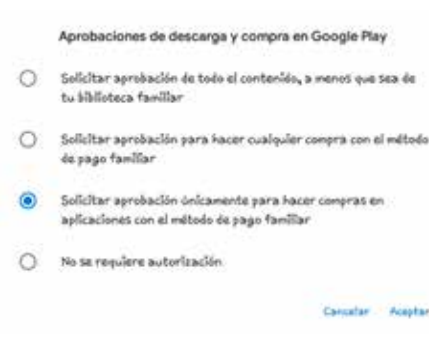 Aprobaciones de descarga y compra en Google Play
Solicitar aprobación de todo el contenido, a menos que sea de
tu biblioteca familiar
Solicitar aprobación para hacer cualquier compra con el método
de pago familiar
Solicitar aprobación únicamente para hacer compras en
aplicaciones con el método de pago familiar
No se requiere autorización
Cancelar Aceptar